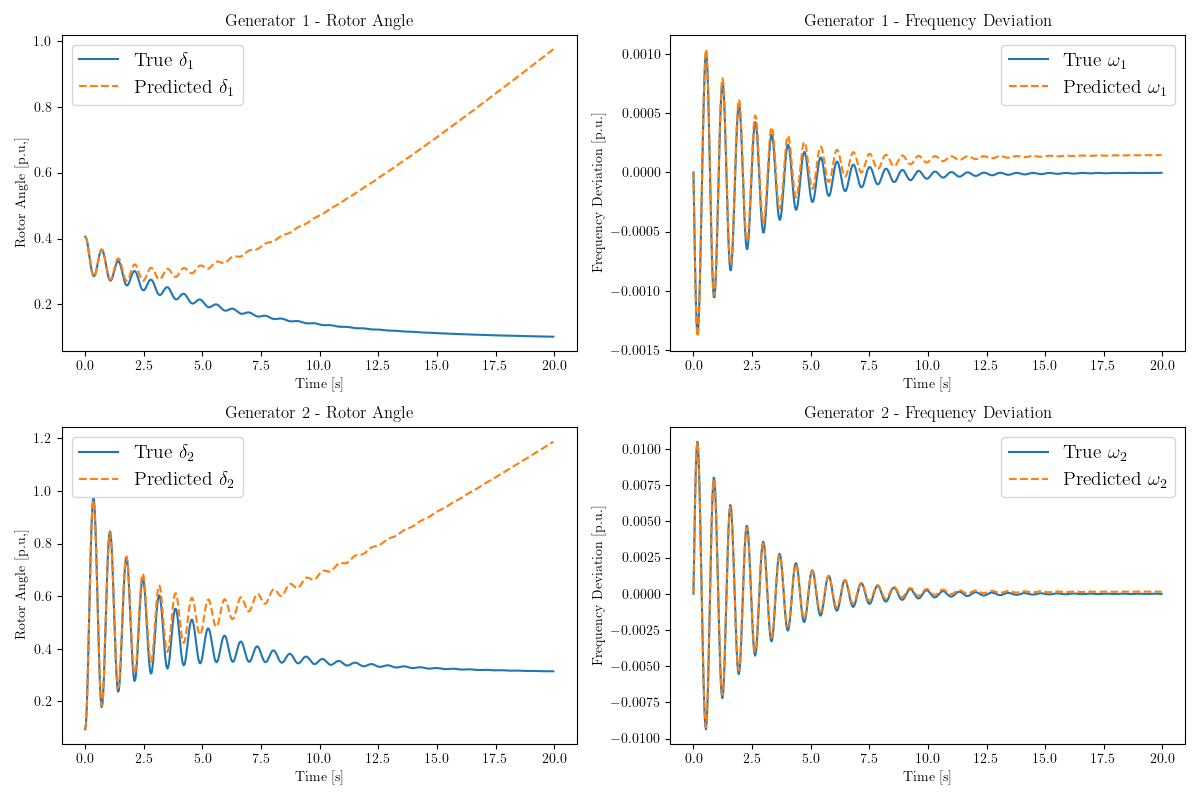 Generator 1 - Rotor Angle
Rotor Angle [p.u.]
1.0
0.8
0.6
0.4
0.2
True δ₁
Predicted δ₁
0.0 2.5 5.0 7.5 10.0 12.5 15.0 17.5 20.0
Time [s]
Generator 1 - Frequency Deviation
Frequency Deviation [p.u.]
0.0010
0.0005
0.0000
−0.0005
−0.0010
−0.0015
True ω₁
Predicted ω₁
0.0 2.5 5.0 7.5 10.0 12.5 15.0 17.5 20.0
Time [s]
Generator 2 - Rotor Angle
Rotor Angle [p.u.]
1.2
1.0
0.8
0.6
0.4
0.2
True δ₂
Predicted δ₂
0.0 2.5 5.0 7.5 10.0 12.5 15.0 17.5 20.0
Time [s]
Generator 2 - Frequency Deviation
Frequency Deviation [p.u.]
0.0100
0.0075
0.0050
0.0025
0.0000
−0.0025
−0.0050
−0.0075
−0.0100
True ω₂
Predicted ω₂
0.0 2.5 5.0 7.5 10.0 12.5 15.0 17.5 20.0
Time [s]